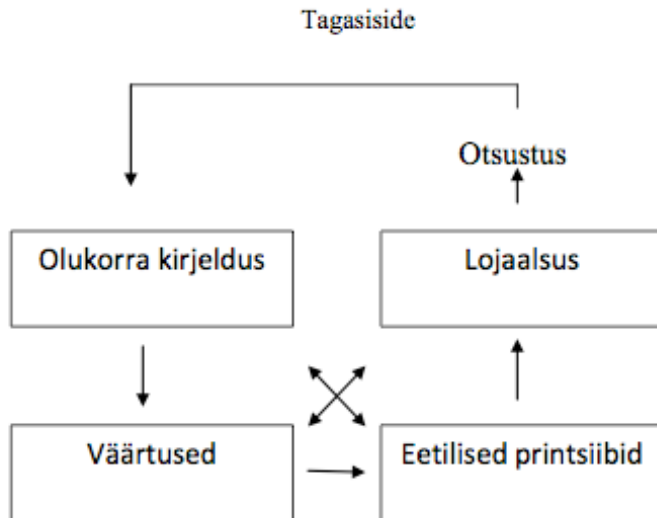 Tagasiside
Otsustus
Olukorra kirjeldus
Lojaalsus
Väärtused
Eetilised printsiibid